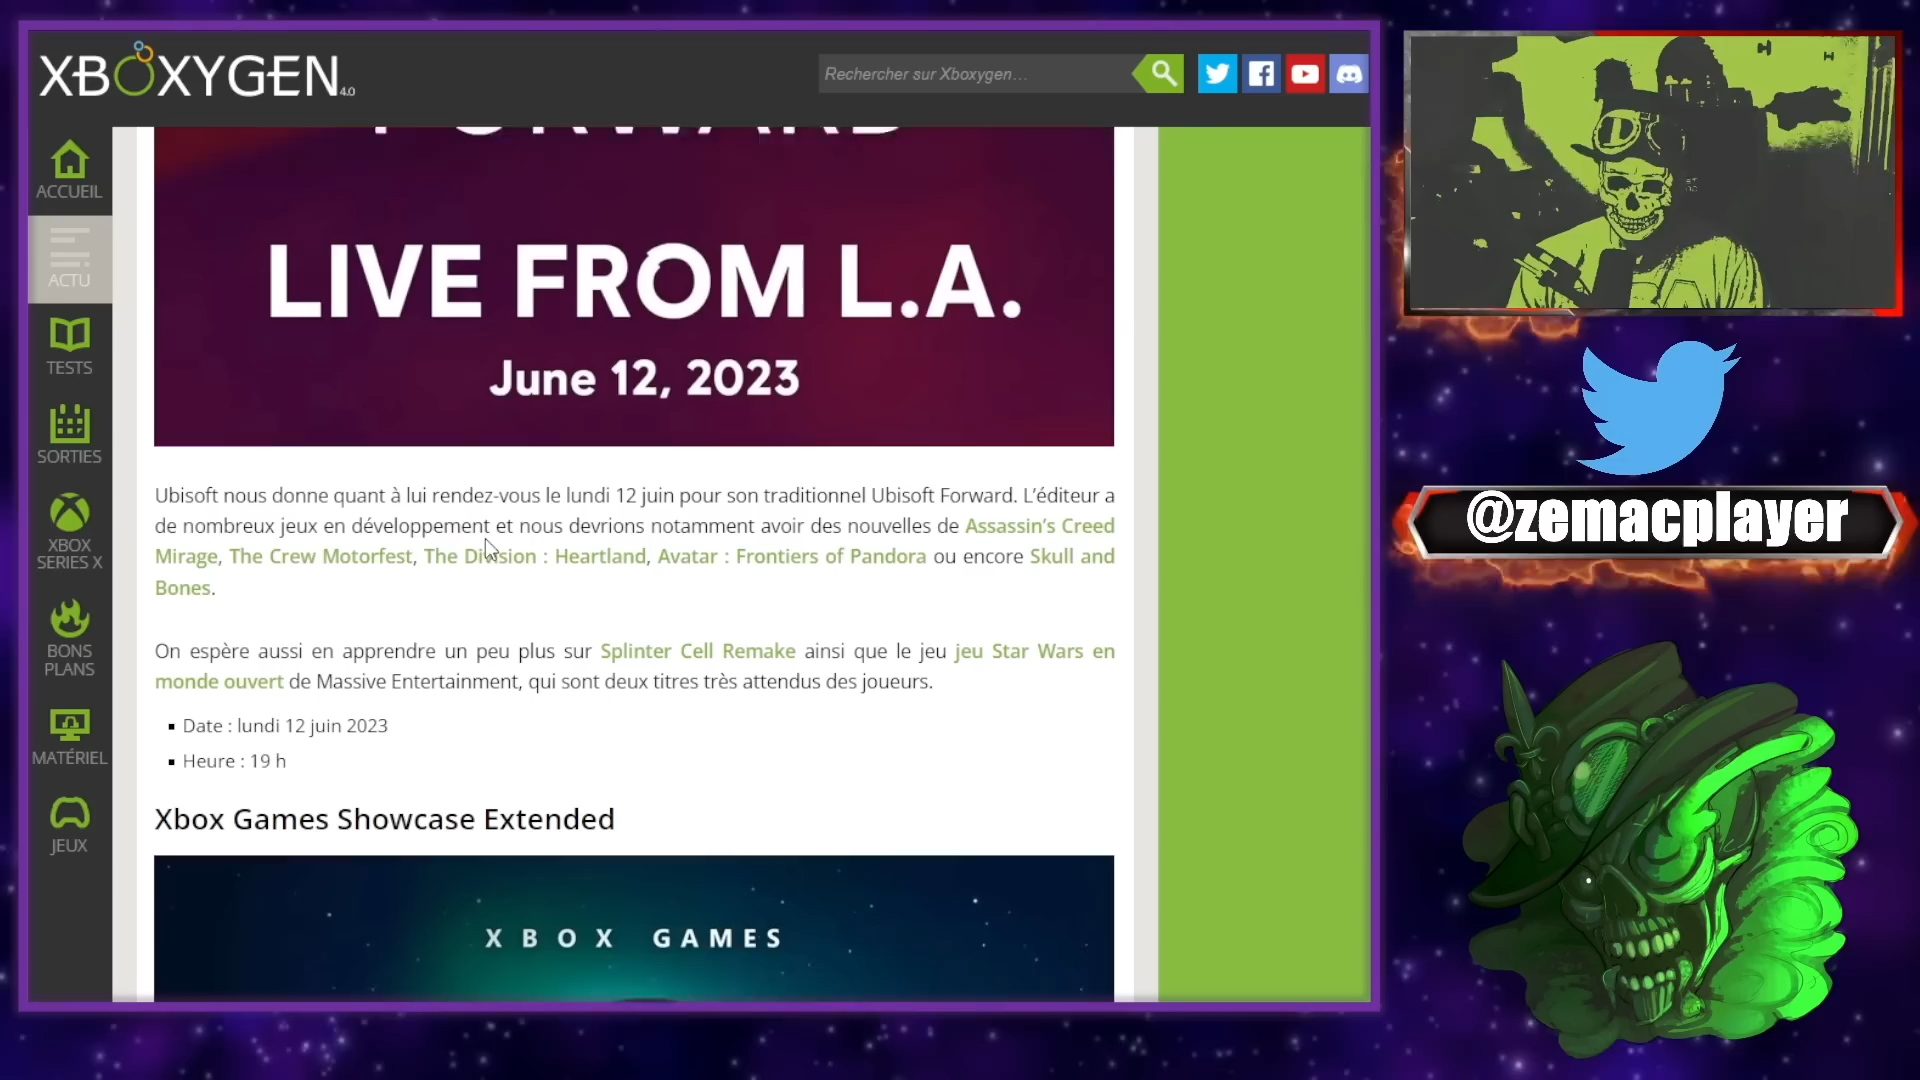 XBOXYGEN 4.0
Rechercher sur Xboxygen...
ACCUEIL
ACTU
TESTS
SORTIES
XBOX
SERIES X
BONS
PLANS
MATÉRIEL
JEUX
FORWARD
LIVE FROM L.A.
June 12, 2023
Ubisoft nous donne quant à lui rendez-vous le lundi 12 juin pour son traditionnel Ubisoft Forward. L’éditeur a
de nombreux jeux en développement et nous devrions notamment avoir des nouvelles de Assassin’s Creed
Mirage, The Crew Motorfest, The Division : Heartland, Avatar : Frontiers of Pandora ou encore Skull and
Bones.
On espère aussi en apprendre un peu plus sur Splinter Cell Remake ainsi que le jeu jeu Star Wars en
monde ouvert de Massive Entertainment, qui sont deux titres très attendus des joueurs.
▪ Date : lundi 12 juin 2023
▪ Heure : 19 h
Xbox Games Showcase Extended
XBOX GAMES
@zemacplayer